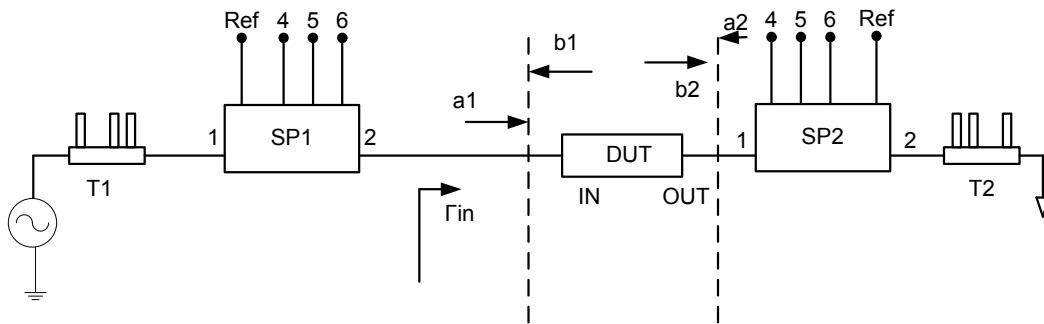 Ref 4 5 6
b1
a2
4 5 6 Ref
a1
b2
1 SP1 2
DUT
1 SP2 2
T1
IN OUT
T2
Γin